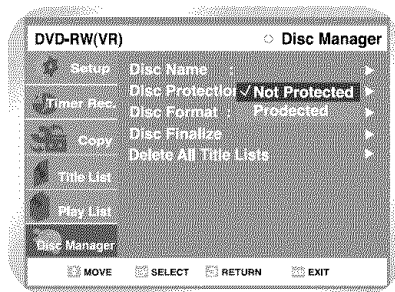 DVD-RW(VR) Disc Manager
Setup
Timer Rec.
Copy
Title List
Play List
Disc Manager
Disc Name :
Disc Protection ✓ Not Protected
Prodected
Disc Format :
Disc Finalize
Delete All Title Lists
MOVE SELECT RETURN EXIT